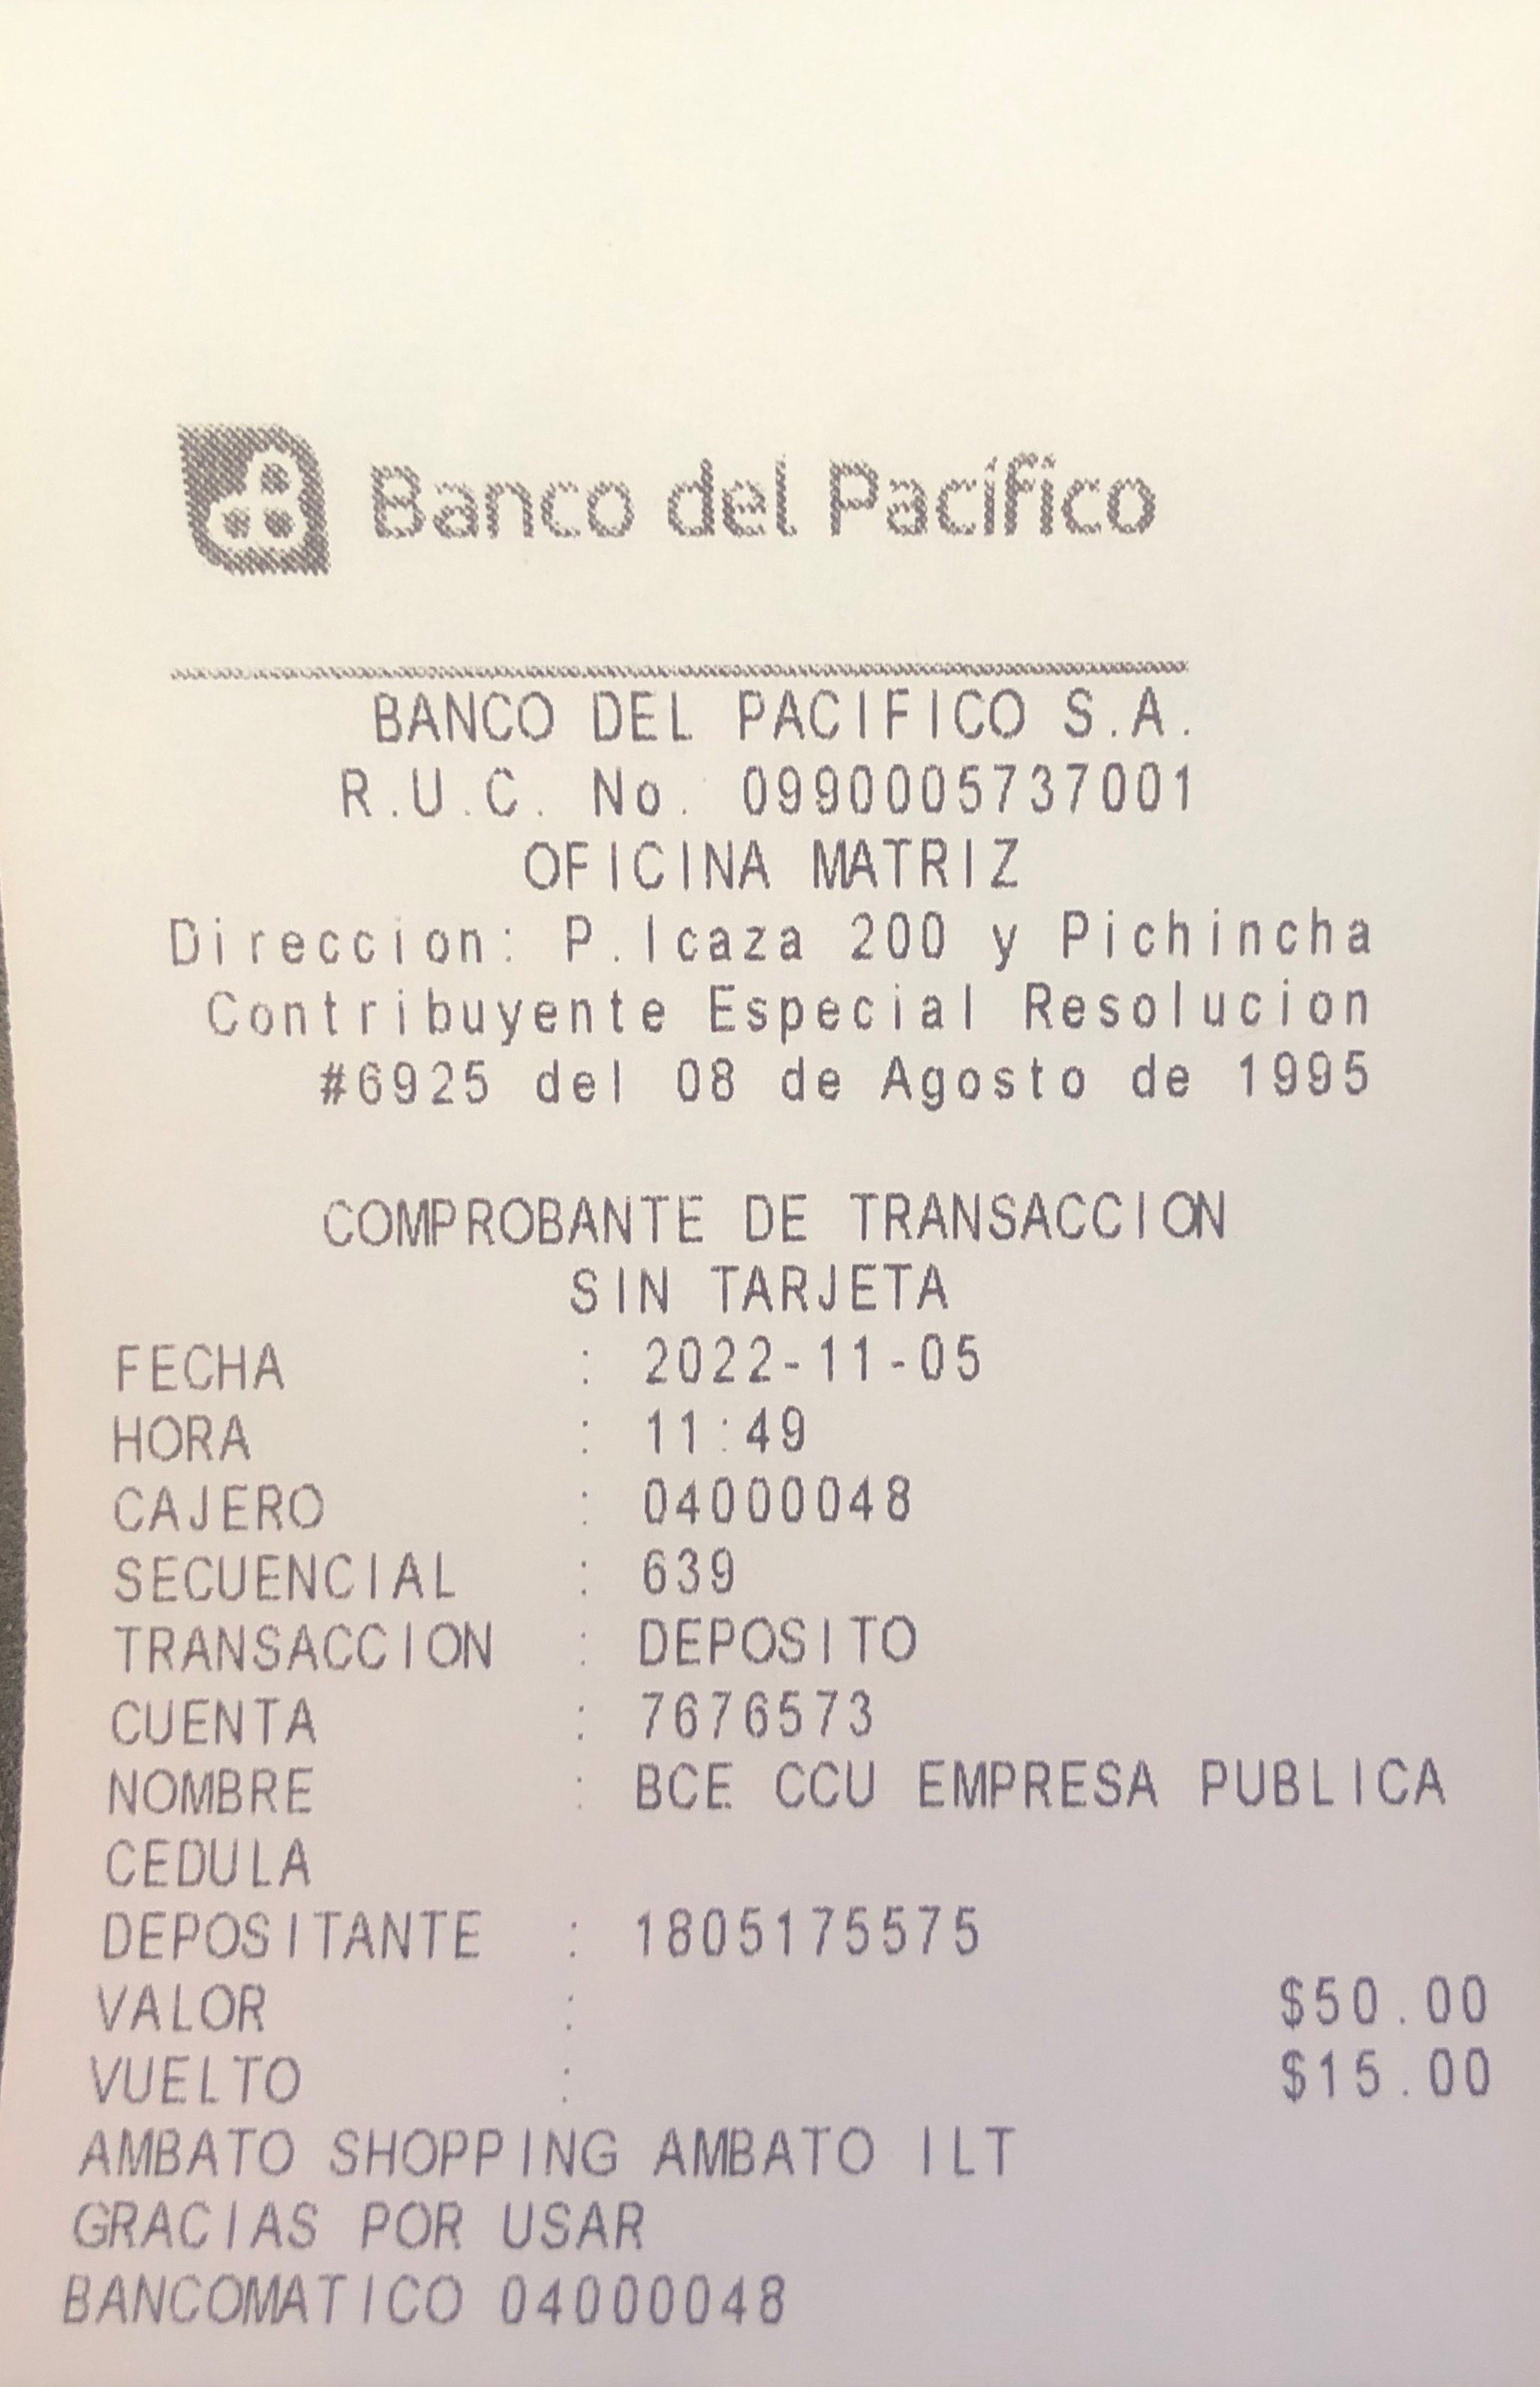 Banco del Pacífico
BANCO DEL PACIFICO S.A.
R.U.C. No. 0990005737001
OFICINA MATRIZ
Direccion: P.Icaza 200 y Pichincha
Contribuyente Especial Resolucion
#6925 del 08 de Agosto de 1995
COMPROBANTE DE TRANSACCION
SIN TARJETA
FECHA : 2022-11-05
HORA : 11:49
CAJERO : 04000048
SECUENCIAL : 639
TRANSACCION : DEPOSITO
CUENTA : 7676573
NOMBRE : BCE CCU EMPRESA PUBLICA
CEDULA
DEPOSITANTE : 1805175575
VALOR : $50.00
VUELTO : $15.00
AMBATO SHOPPING AMBATO ILT
GRACIAS POR USAR
BANCOMATICO 04000048